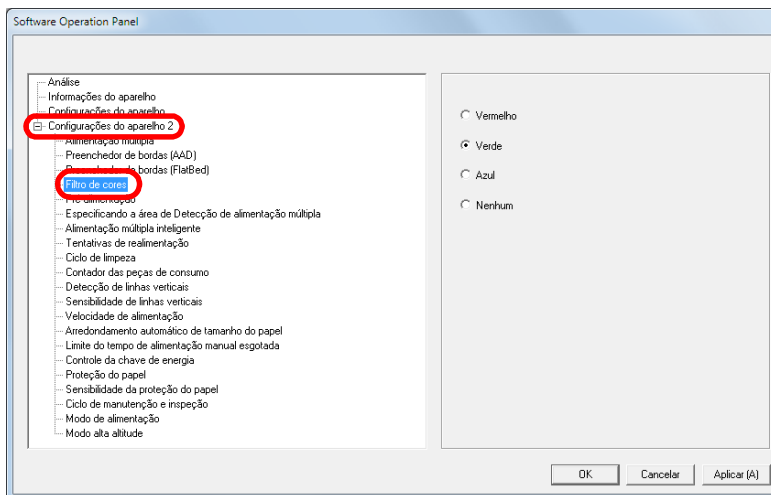 Software Operation Panel
Análise
Informações do aparelho
Configurações do aparelho
Configurações do aparelho 2
Alimentação múltipla
Preenchedor de bordas (AAD)
Preenchedor de bordas (FlatBed)
Filtro de cores
Pré alimentação
Especificando a área de Detecção de alimentação múltipla
Alimentação múltipla inteligente
Tentativas de realimentação
Ciclo de limpeza
Contador das peças de consumo
Detecção de linhas verticais
Sensibilidade de linhas verticais
Velocidade de alimentação
Arredondamento automático de tamanho do papel
Limite do tempo de alimentação manual esgotada
Controle da chave de energia
Proteção do papel
Sensibilidade da proteção do papel
Ciclo de manutenção e inspeção
Modo de alimentação
Modo alta altitude
Vermelho
Verde
Azul
Nenhum
OK
Cancelar
Aplicar (A)